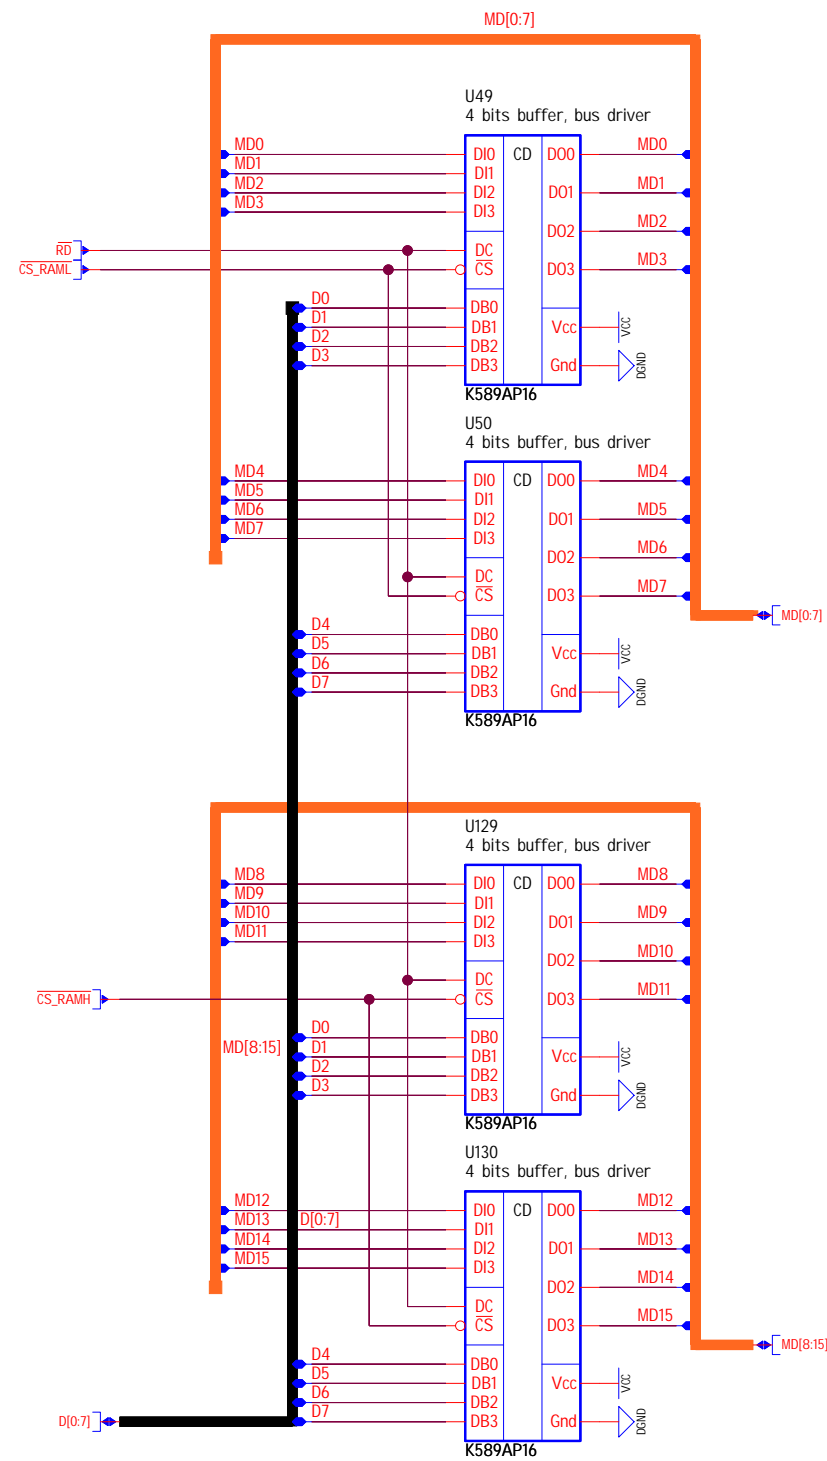 MD[0:7]
U49
4 bits buffer, bus driver
MD0 DI0 CD DO0 MD0
MD1 DI1
MD2 DI2 DO1 MD1
MD3 DI3
DO2 MD2
RD DC
CS_RAML CS DO3 MD3
D0 DB0
D1 DB1 Vcc VCC
D2 DB2
D3 DB3 Gnd DGND
K589AP16
U50
4 bits buffer, bus driver
MD4 DI0 CD DO0 MD4
MD5 DI1
MD6 DI2 DO1 MD5
MD7 DI3
DO2 MD6
DC
CS DO3 MD7
MD[0:7]
D4 DB0
D5 DB1 Vcc VCC
D6 DB2
D7 DB3 Gnd DGND
K589AP16
U129
4 bits buffer, bus driver
MD8 DI0 CD DO0 MD8
MD9 DI1
MD10 DI2 DO1 MD9
MD11 DI3
DO2 MD10
DC
CS_RAMH CS DO3 MD11
D0 DB0
MD[8:15]
D1 DB1 Vcc VCC
D2 DB2
D3 DB3 Gnd DGND
K589AP16
U130
4 bits buffer, bus driver
MD12 DI0 CD DO0 MD12
MD13 D[0:7] DI1
MD14 DI2 DO1 MD13
MD15 DI3
DO2 MD14
DC
CS DO3 MD15
MD[8:15]
D4 DB0
D5 DB1 Vcc VCC
D6 DB2
D7 DB3 Gnd DGND
D[0:7]
K589AP16